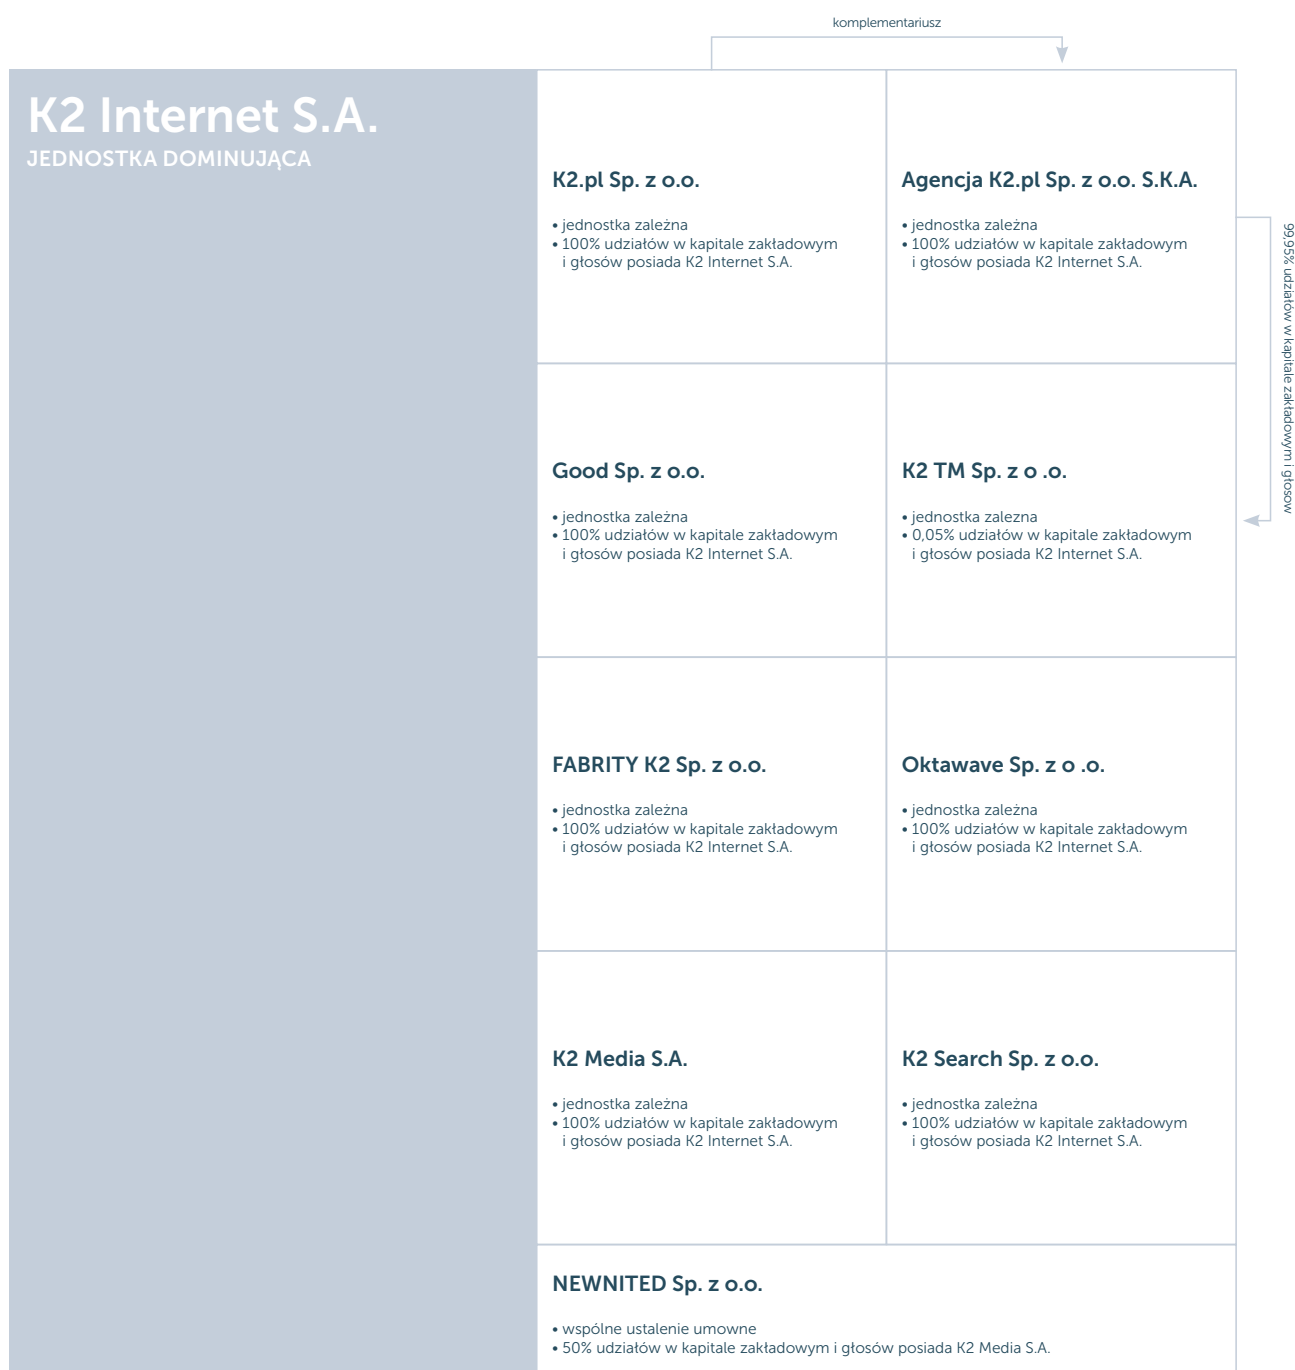 komplementariusz
K2 Internet S.A.
JEDNOSTKA DOMINUJĄCA
K2.pl Sp. z o.o.
• jednostka zależna
• 100% udziałów w kapitale zakładowym
i głosów posiada K2 Internet S.A.
Agencja K2.pl Sp. z o.o. S.K.A.
• jednostka zależna
• 100% udziałów w kapitale zakładowym
i głosów posiada K2 Internet S.A.
99,95% udziałów w kapitale zakładowym i głosow
Good Sp. z o.o.
• jednostka zależna
• 100% udziałów w kapitale zakładowym
i głosów posiada K2 Internet S.A.
K2 TM Sp. z o .o.
• jednostka zalezna
• 0,05% udziałów w kapitale zakładowym
i głosów posiada K2 Internet S.A.
FABRITY K2 Sp. z o.o.
• jednostka zależna
• 100% udziałów w kapitale zakładowym
i głosów posiada K2 Internet S.A.
Oktawave Sp. z o .o.
• jednostka zależna
• 100% udziałów w kapitale zakładowym
i głosów posiada K2 Internet S.A.
K2 Media S.A.
• jednostka zależna
• 100% udziałów w kapitale zakładowym
i głosów posiada K2 Internet S.A.
K2 Search Sp. z o.o.
• jednostka zależna
• 100% udziałów w kapitale zakładowym
i głosów posiada K2 Internet S.A.
NEWNITED Sp. z o.o.
• wspólne ustalenie umowne
• 50% udziałów w kapitale zakładowym i głosów posiada K2 Media S.A.